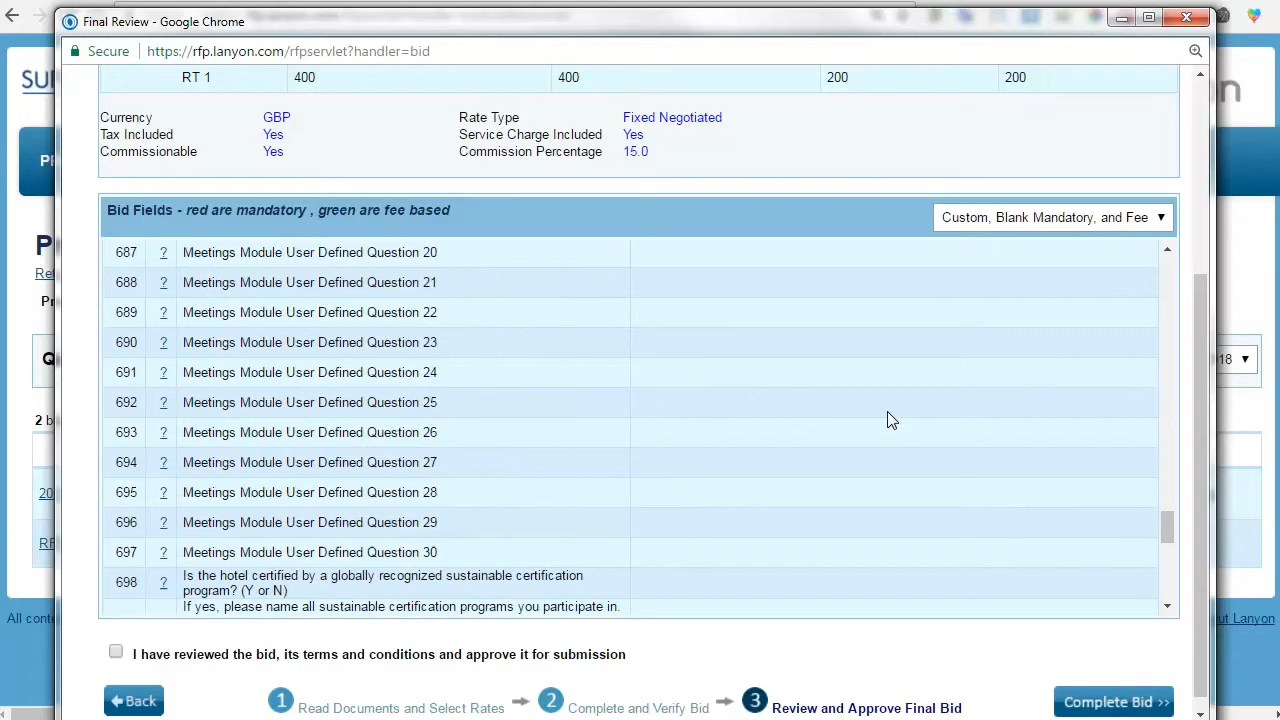 Final Review - Google Chrome
Secure https://rfp.lanyon.com/rfpservlet?handler=bid
RT 1 400 400 200 200
Currency GBP Rate Type Fixed Negotiated
Tax Included Yes Service Charge Included Yes
Commissionable Yes Commission Percentage 15.0
Bid Fields - red are mandatory , green are fee based Custom, Blank Mandatory, and Fee
687 ? Meetings Module User Defined Question 20
688 ? Meetings Module User Defined Question 21
689 ? Meetings Module User Defined Question 22
690 ? Meetings Module User Defined Question 23
691 ? Meetings Module User Defined Question 24
692 ? Meetings Module User Defined Question 25
693 ? Meetings Module User Defined Question 26
694 ? Meetings Module User Defined Question 27
695 ? Meetings Module User Defined Question 28
696 ? Meetings Module User Defined Question 29
697 ? Meetings Module User Defined Question 30
698 ? Is the hotel certified by a globally recognized sustainable certification
program? (Y or N)
If yes, please name all sustainable certification programs you participate in.
I have reviewed the bid, its terms and conditions and approve it for submission
Back 1 Read Documents and Select Rates 2 Complete and Verify Bid 3 Review and Approve Final Bid Complete Bid >>
18
2
20
All conte
ut Lanyon